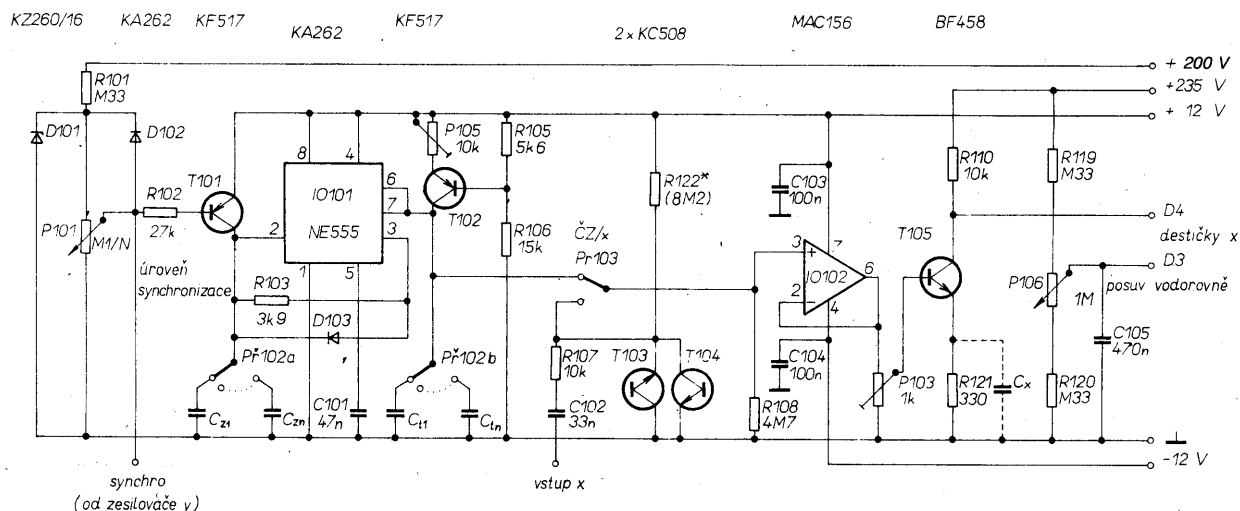 KZ260/16
KA262
KF517
KA262
KF517
2 x KC508
MAC156
BF458
+ 200 V
+235 V
+ 12 V
R101
M33
D101
D102
T101
R102
27k
P101
M1/N
úroveň
synchronizace
8
4
6
7
2
3
1
5
IO101
NE555
P105
10k
R105
5k6
T102
R106
15k
R103
3k9
D103
Př102a
Př102b
Cz1
Czn
C101
47n
Ct1
Ctn
ČZ/x
Pr103
R122*
(8M2)
R107
10k
C102
33n
T103
T104
C103
100n
3
+
7
IO102
6
2
−
4
C104
100n
R108
4M7
P103
1k
R110
10k
T105
R121
330
Cx
R119
M33
P106
1M
R120
M33
C105
470n
D4
destičky x
D3
posuv vodorovně
-12 V
synchro
(od zesilovače y)
vstup x